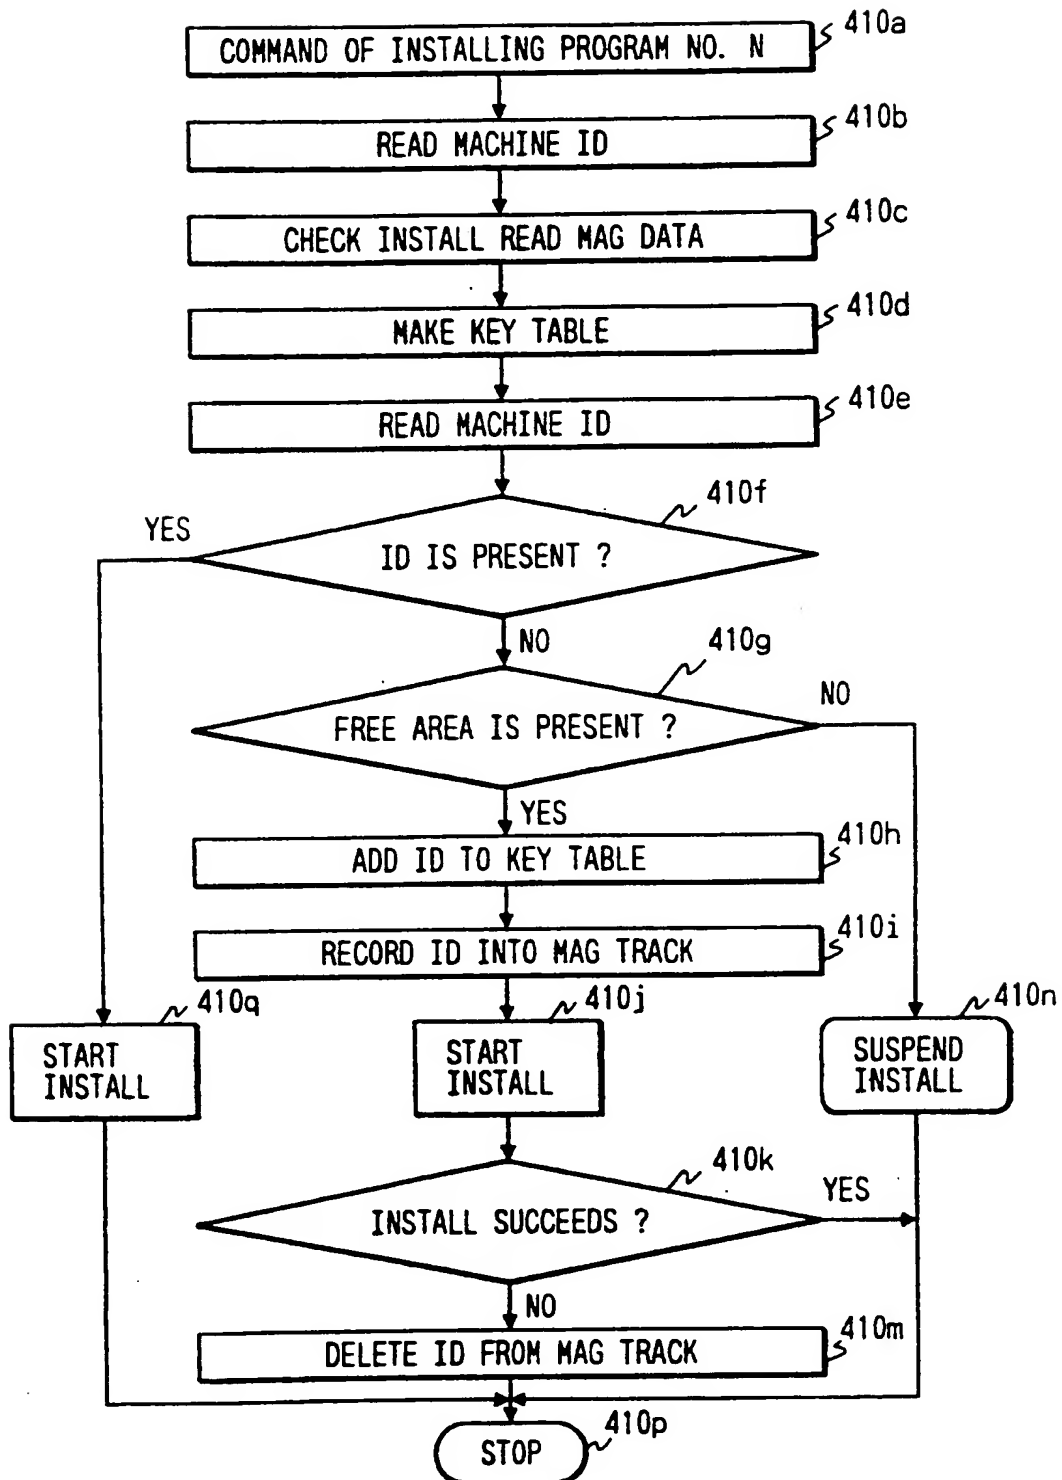 410a
COMMAND OF INSTALLING PROGRAM NO. N
410b
READ MACHINE ID
410c
CHECK INSTALL READ MAG DATA
410d
MAKE KEY TABLE
410e
READ MACHINE ID
410f
YES
ID IS PRESENT ?
NO
410g
NO
FREE AREA IS PRESENT ?
YES
410h
ADD ID TO KEY TABLE
410i
RECORD ID INTO MAG TRACK
410q
410j
410n
START
INSTALL
START
INSTALL
SUSPEND
INSTALL
410k
YES
INSTALL SUCCEEDS ?
NO
410m
DELETE ID FROM MAG TRACK
410p
STOP